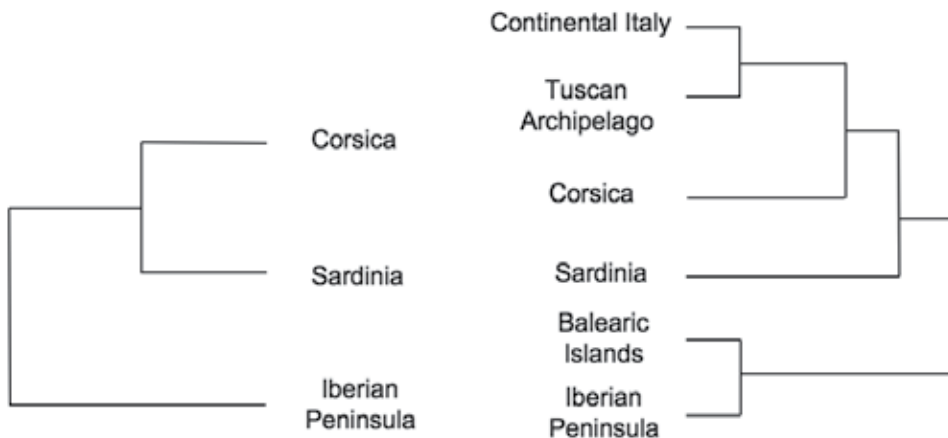 Corsica
Sardinia
Iberian
Peninsula
Continental Italy
Tuscan
Archipelago
Corsica
Sardinia
Balearic
Islands
Iberian
Peninsula